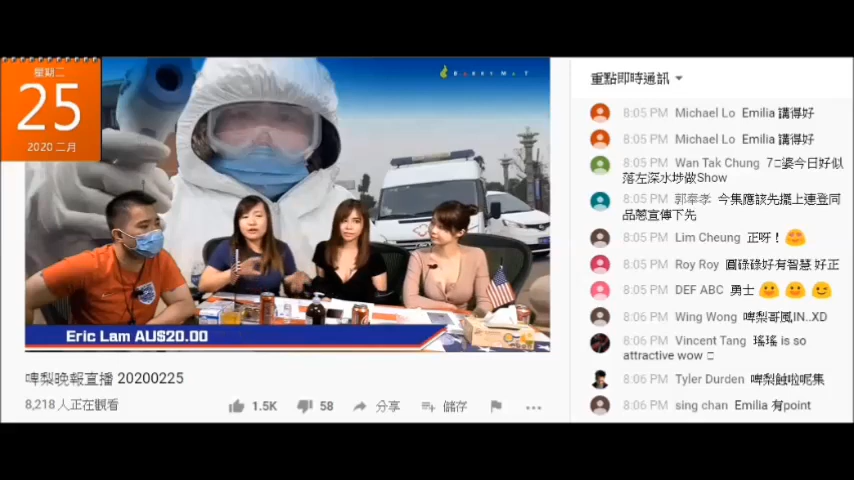 星期二
25
2020 二月
BARRYMAT
Eric Lam AU$20.00
啤梨晚報直播 20200225
8,218 人正在觀看
1.5K
58
分享
儲存
重點即時通訊
8:05 PM Michael Lo Emilia 講得好
8:05 PM Michael Lo Emilia 講得好
8:05 PM Wan Tak Chung 7□婆今日好似
落左深水埗做Show
8:05 PM 郭奉孝 今集應該先擺上連登同
品蔥宣傳下先
8:05 PM Lim Cheung 正呀！
8:05 PM Roy Roy 圓碌碌好有智慧 好正
8:05 PM DEF ABC 勇士
8:05 PM Wing Wong 啤梨哥風IN..XD
8:05 PM Vincent Tang 瑤瑤 is so
attractive wow □
8:06 PM Tyler Durden 啤梨蝕啦呢集
8:06 PM sing chan Emilia 有point